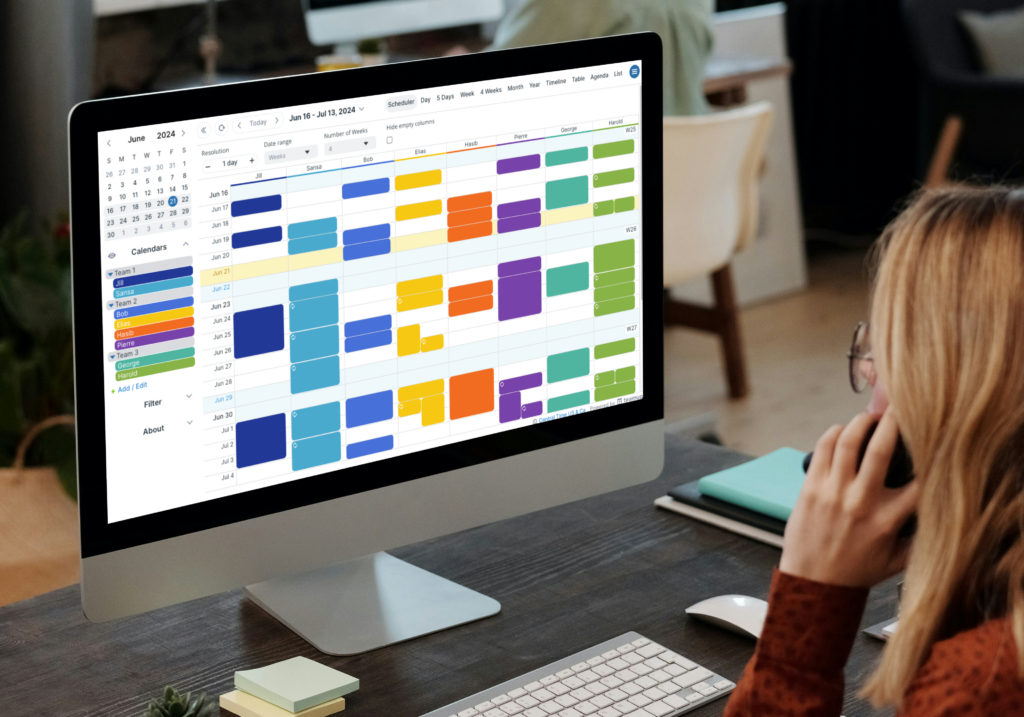 June 2024
S M T W T F S
26 27 28 29 30 31 1
2 3 4 5 6 7 8
9 10 11 12 13 14 15
16 17 18 19 20 21 22
23 24 25 26 27 28 29
30 1 2 3 4 5 6
Calendars
Team 1
Jill
Sansa
Team 2
Bob
Elias
Hasib
Pierre
Team 3
George
Harold
+ Add / Edit
Filter
About
Today
Jun 16 - Jul 13, 2024
Scheduler Day 5 Days Week 4 Weeks Month Year Timeline Table Agenda List
Resolution
1 day
Date range
Weeks
Number of Weeks
4
Hide empty columns
Jill Sansa Bob Elias Hasib Pierre George Harold
W25
Jun 16
Jun 17
Jun 18
Jun 19
Jun 20
Jun 21
Jun 22
W26
Jun 23
Jun 24
Jun 25
Jun 26
Jun 27
Jun 28
Jun 29
W27
Jun 30
Jul 1
Jul 2
Jul 3
Jul 4
Powered by